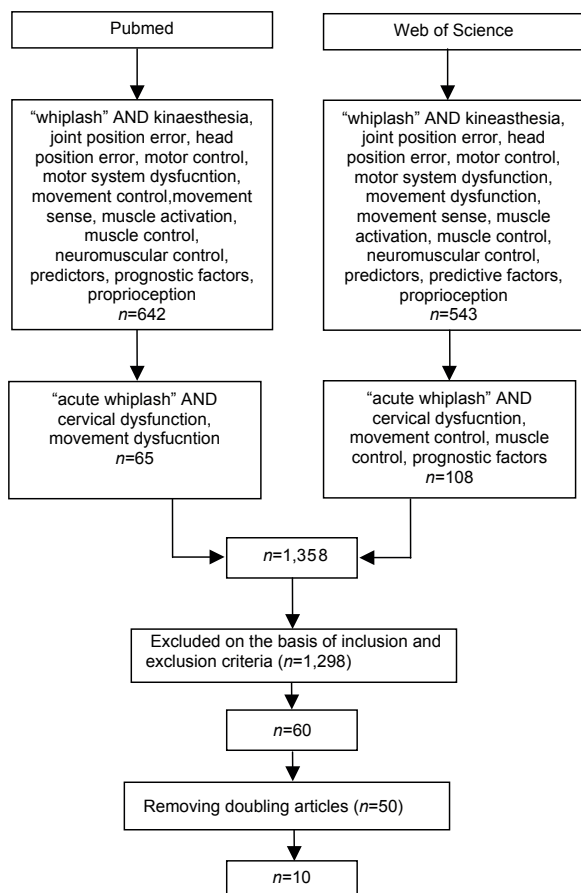 Pubmed
Web of Science
“whiplash” AND kinaesthesia,
joint position error, head
position error, motor control,
motor system dysfucntion,
movement control,movement
sense, muscle activation,
muscle control,
neuromuscular control,
predictors, prognostic factors,
proprioception
n=642
“whiplash” AND kineasthesia,
joint position error, head
position error, motor control,
motor system dysfunction,
movement dysfunction,
movement sense, muscle
activation, muscle control,
neuromuscular control,
predictors, predictive factors,
proprioception
n=543
“acute whiplash” AND
cervical dysfunction,
movement dysfucntion
n=65
“acute whiplash” AND
cervical dysfucntion,
movement control, muscle
control, prognostic factors
n=108
n=1,358
Excluded on the basis of inclusion and
exclusion criteria (n=1,298)
n=60
Removing doubling articles (n=50)
n=10